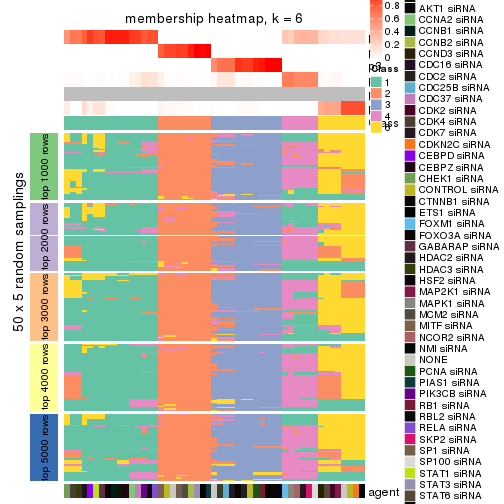 membership heatmap, k = 6
50 x 5 random samplings
top 1000 rows
top 2000 rows
top 3000 rows
top 4000 rows
top 5000 rows
0.8
0.6
0.4
0.2
0
Class
1
2
3
4
6
Class
agent
AKT1 siRNA
CCNA2 siRNA
CCNB1 siRNA
CCNB2 siRNA
CCND3 siRNA
CDC16 siRNA
CDC2 siRNA
CDC25B siRNA
CDC37 siRNA
CDK2 siRNA
CDK4 siRNA
CDK7 siRNA
CDKN2C siRNA
CEBPD siRNA
CEBPZ siRNA
CHEK1 siRNA
CONTROL siRNA
CTNNB1 siRNA
ETS1 siRNA
FOXM1 siRNA
FOXO3A siRNA
GABARAP siRNA
HDAC2 siRNA
HDAC3 siRNA
HSF2 siRNA
MAP2K1 siRNA
MAPK1 siRNA
MCM2 siRNA
MITF siRNA
NCOR2 siRNA
NMI siRNA
NONE
PCNA siRNA
PIAS1 siRNA
PIK3CB siRNA
RB1 siRNA
RBL2 siRNA
RELA siRNA
SKP2 siRNA
SP1 siRNA
SP100 siRNA
STAT1 siRNA
STAT3 siRNA
STAT6 siRNA